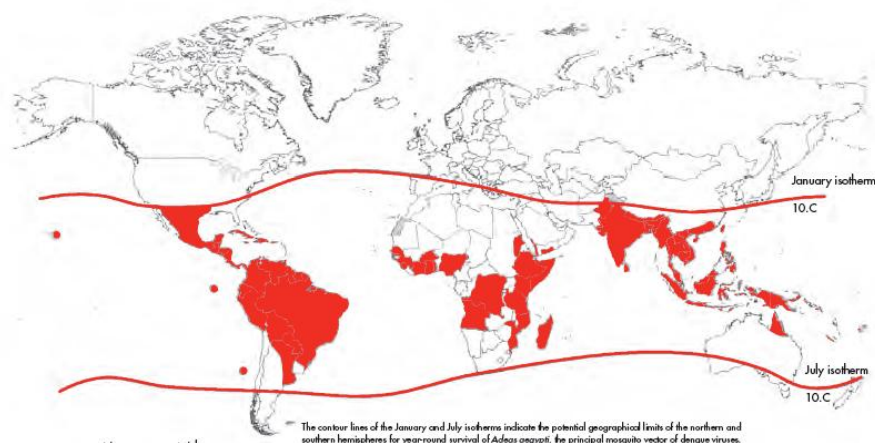 January isotherm
10.C
July isotherm
10.C
The contour lines of the January and July isotherms indicate the potential geographical limits of the northern and
southern hemispheres for year-round survival of Adeas aegypti, the principal mosquito vector of dengue viruses.